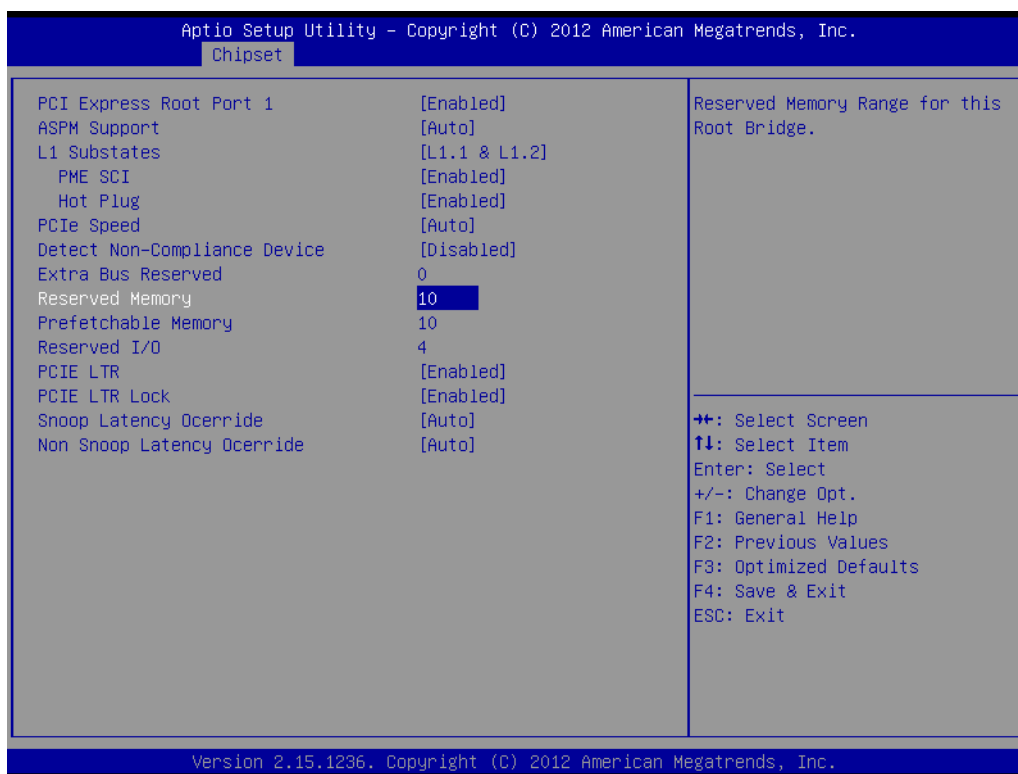 Aptio Setup Utility – Copyright (C) 2012 American Megatrends, Inc.
Chipset
PCI Express Root Port 1 [Enabled]
ASPM Support [Auto]
L1 Substates [L1.1 & L1.2]
PME SCI [Enabled]
Hot Plug [Enabled]
PCIe Speed [Auto]
Detect Non-Compliance Device [Disabled]
Extra Bus Reserved 0
Reserved Memory 10
Prefetchable Memory 10
Reserved I/O 4
PCIE LTR [Enabled]
PCIE LTR Lock [Enabled]
Snoop Latency Ocerride [Auto]
Non Snoop Latency Ocerride [Auto]
Reserved Memory Range for this
Root Bridge.
→←: Select Screen
↑↓: Select Item
Enter: Select
+/-: Change Opt.
F1: General Help
F2: Previous Values
F3: Optimized Defaults
F4: Save & Exit
ESC: Exit
Version 2.15.1236. Copyright (C) 2012 American Megatrends, Inc.